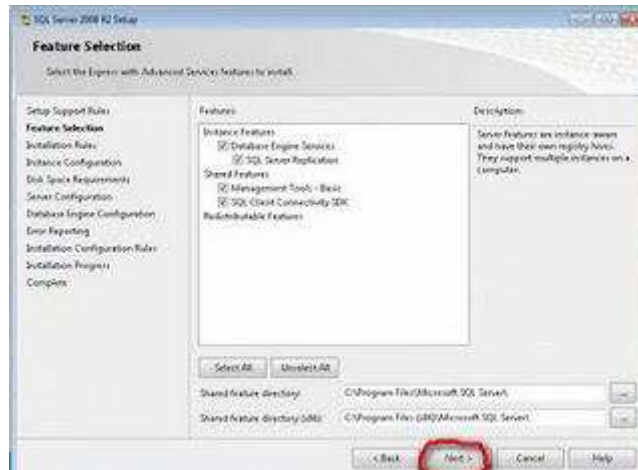 SQL Server 2008 R2 Setup
Feature Selection
Select the Express with Advanced Services features to install.
Setup Support Rules
Feature Selection
Installation Rules
Instance Configuration
Disk Space Requirements
Server Configuration
Database Engine Configuration
Error Reporting
Installation Configuration Rules
Installation Progress
Complete
Features:
Instance Features
Database Engine Services
SQL Server Replication
Shared Features
Management Tools - Basic
SQL Client Connectivity SDK
Redistributable Features
Description:
Server features are instance-aware
and have their own registry hives.
They support multiple instances on a
computer.
Select All
Unselect All
Shared feature directory:
C:\Program Files\Microsoft SQL Server\
...
Shared feature directory (x86):
C:\Program Files (x86)\Microsoft SQL Server\
...
< Back
Next >
Cancel
Help